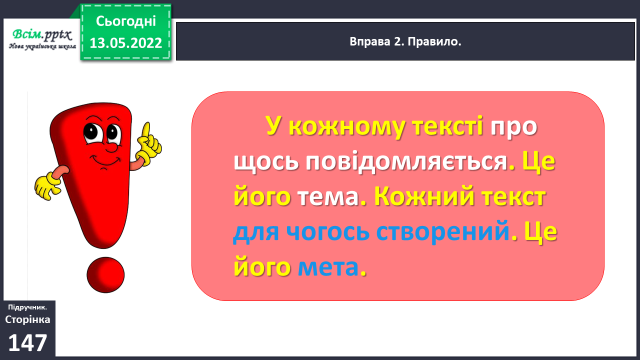 Всім.pptx
Нова українська школа
Сьогодні
13.05.2022
Вправа 2. Правило.
У кожному тексті про
щось повідомляється. Це
його тема. Кожний текст
для чогось створений. Це
його мета.
Підручник.
Сторінка
147